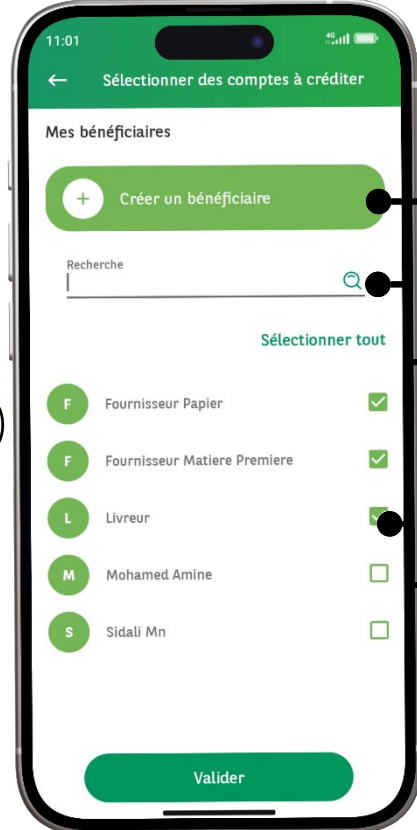 11:01
4G
Sélectionner des comptes à créditer
Mes bénéficiaires
+ Créer un bénéficiaire
Recherche
Sélectionner tout
F Fournisseur Papier
F Fournisseur Matiere Premiere
L Livreur
M Mohamed Amine
S Sidali Mn
Valider